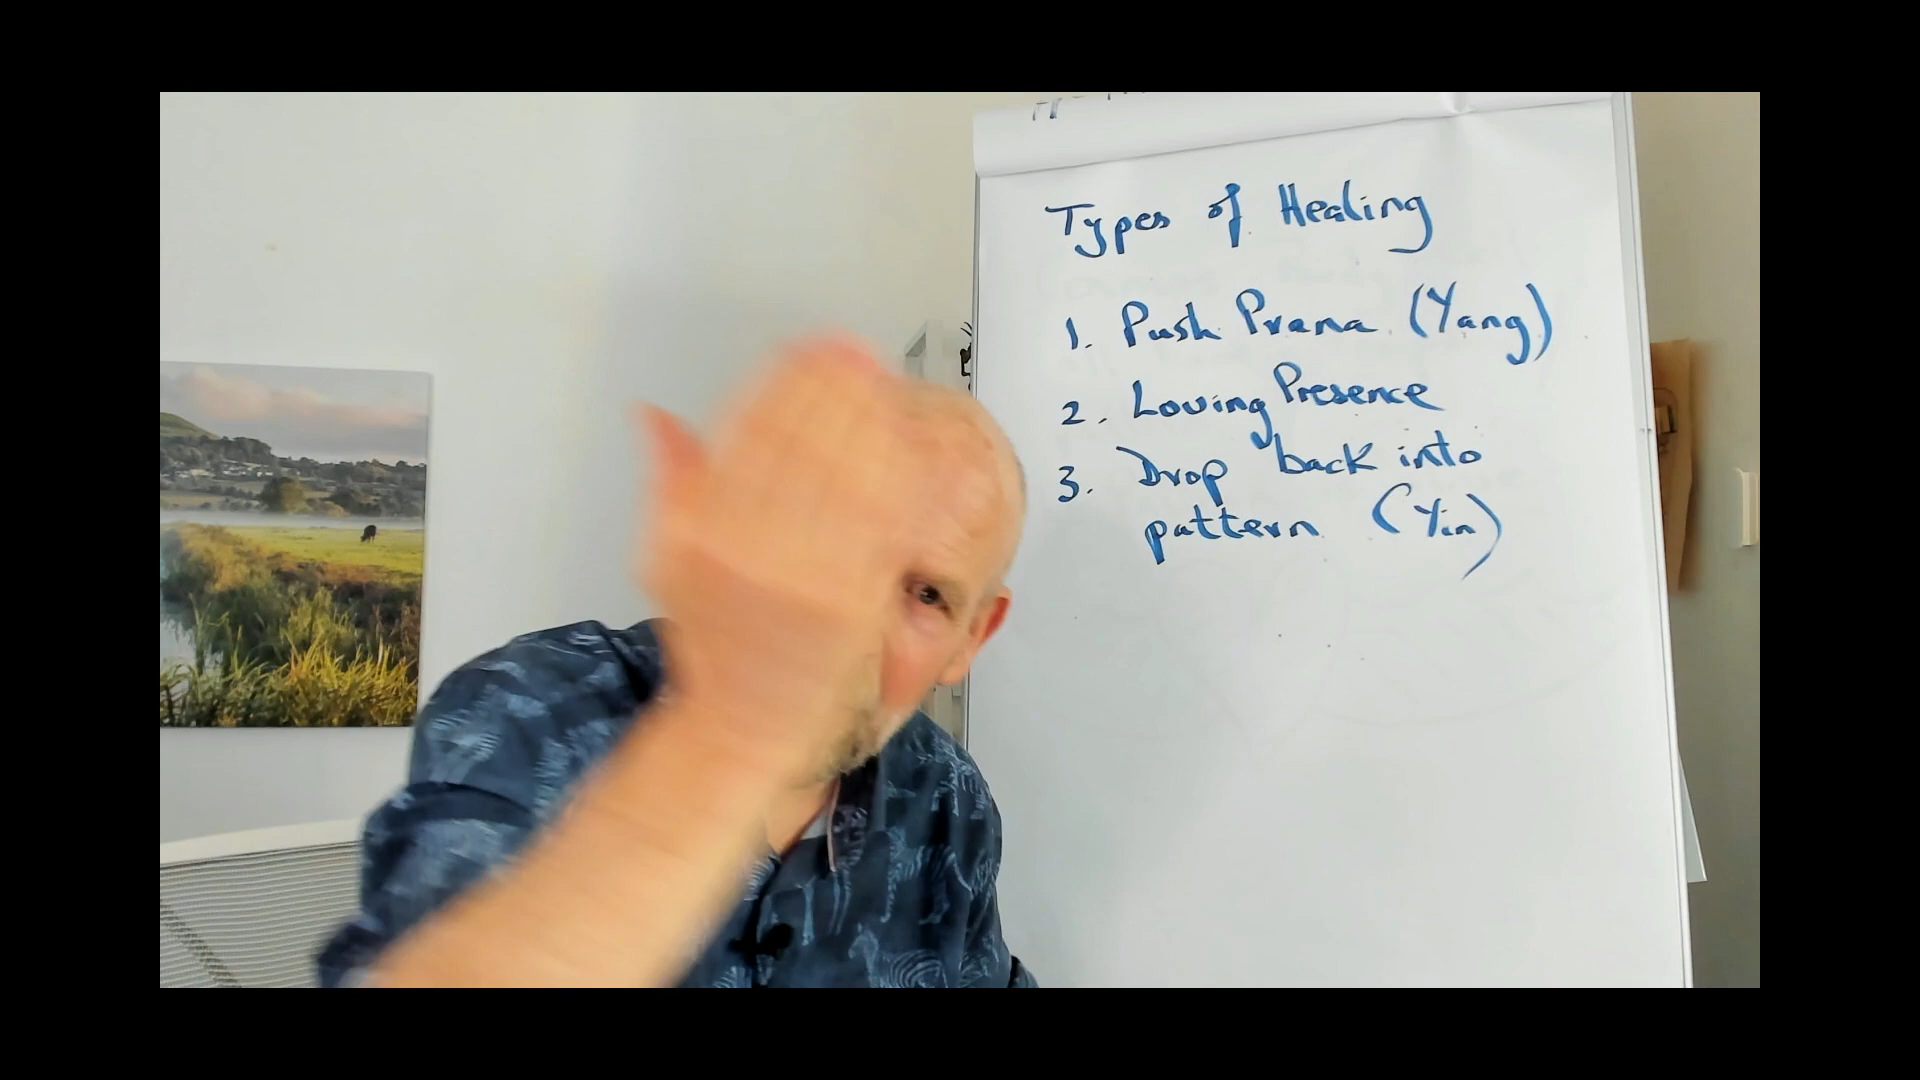 Types of Healing
1. Push Prana (Yang)
2. Loving Presence
3. Drop back into
pattern (Yin)